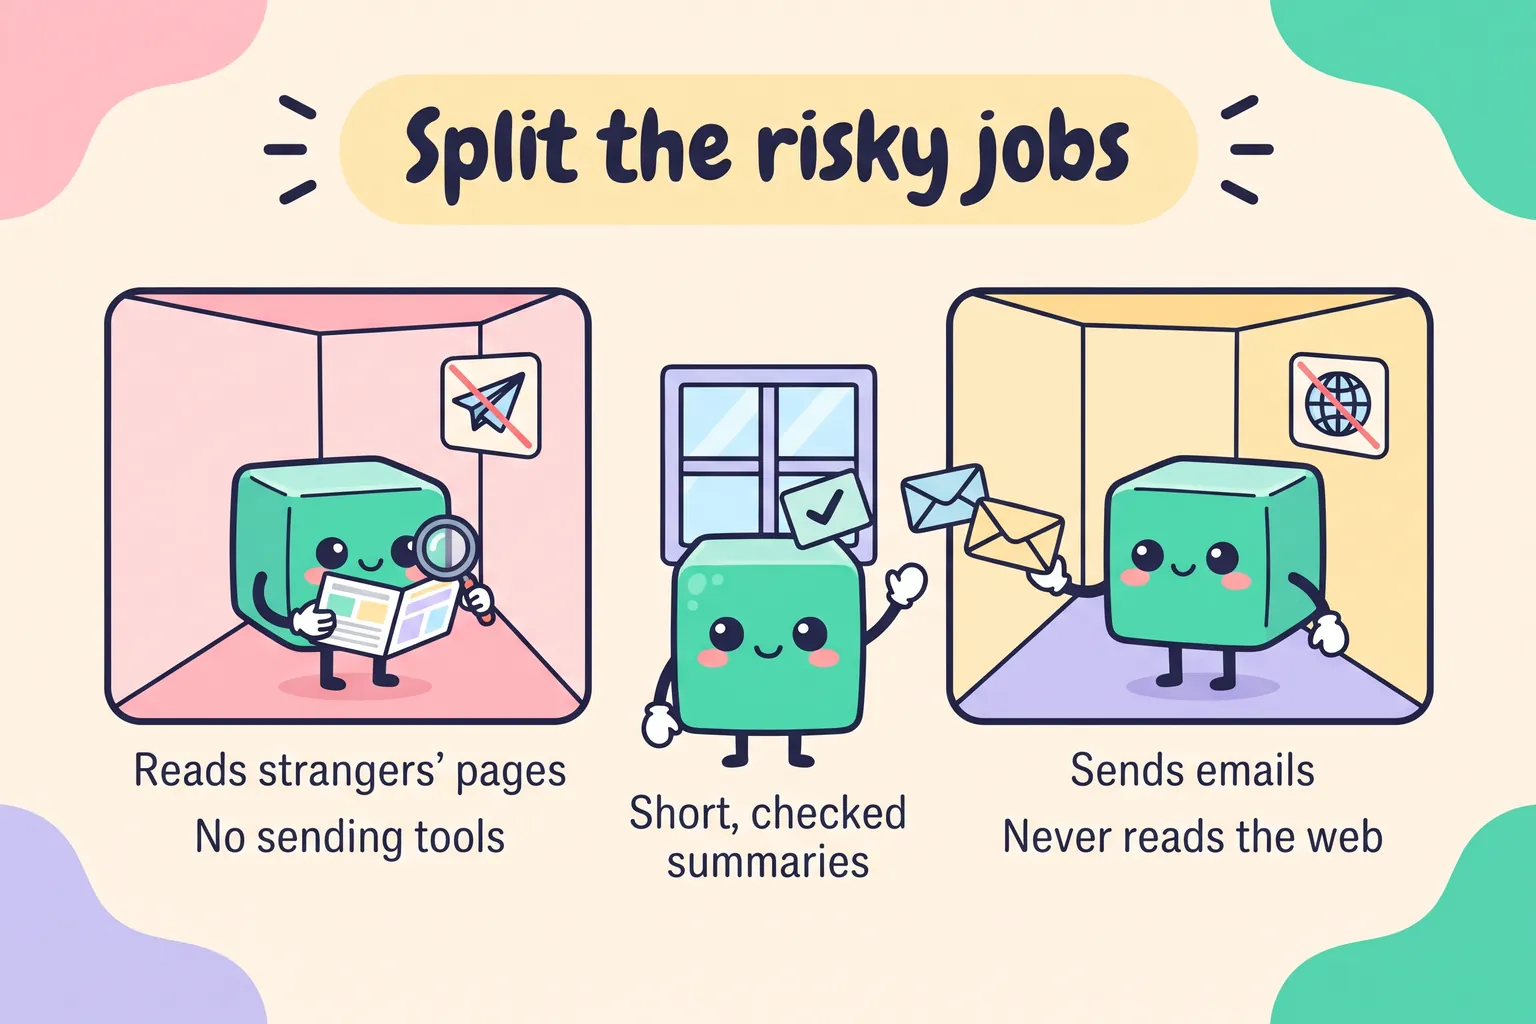 Split the risky jobs
Reads strangers’ pages
No sending tools
Short, checked
summaries
Sends emails
Never reads the web